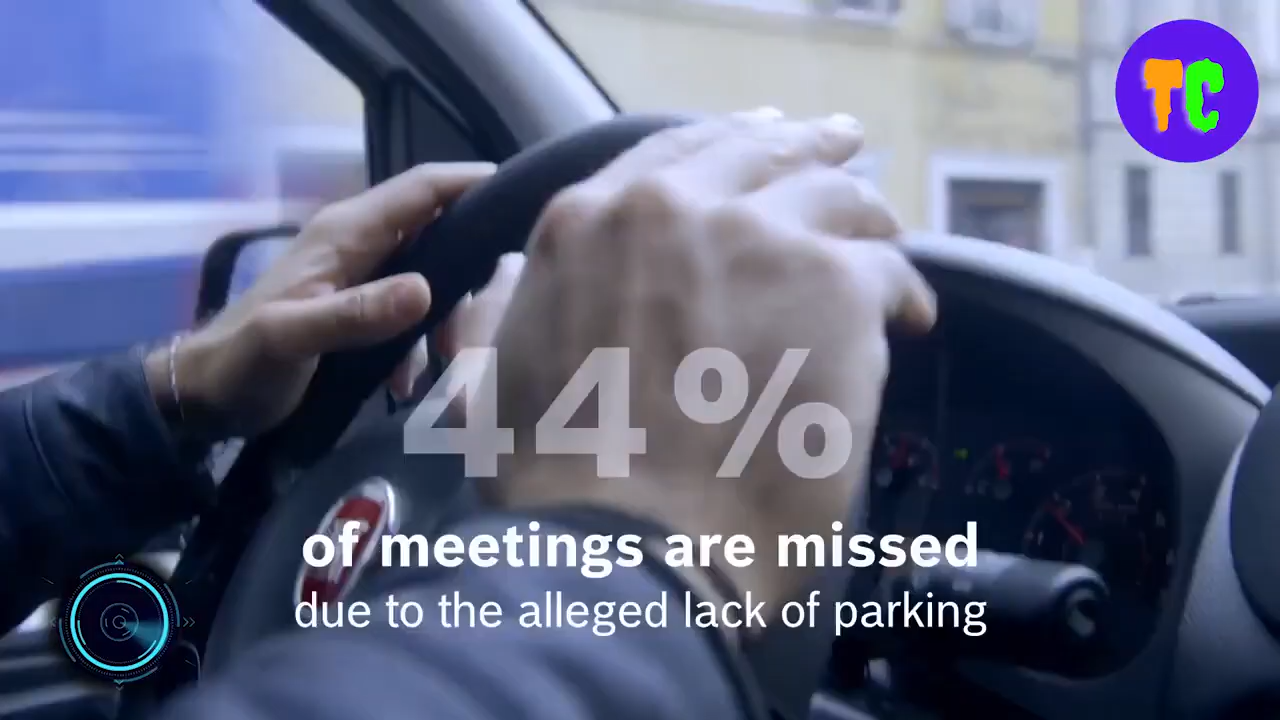 TC
44%
of meetings are missed
due to the alleged lack of parking